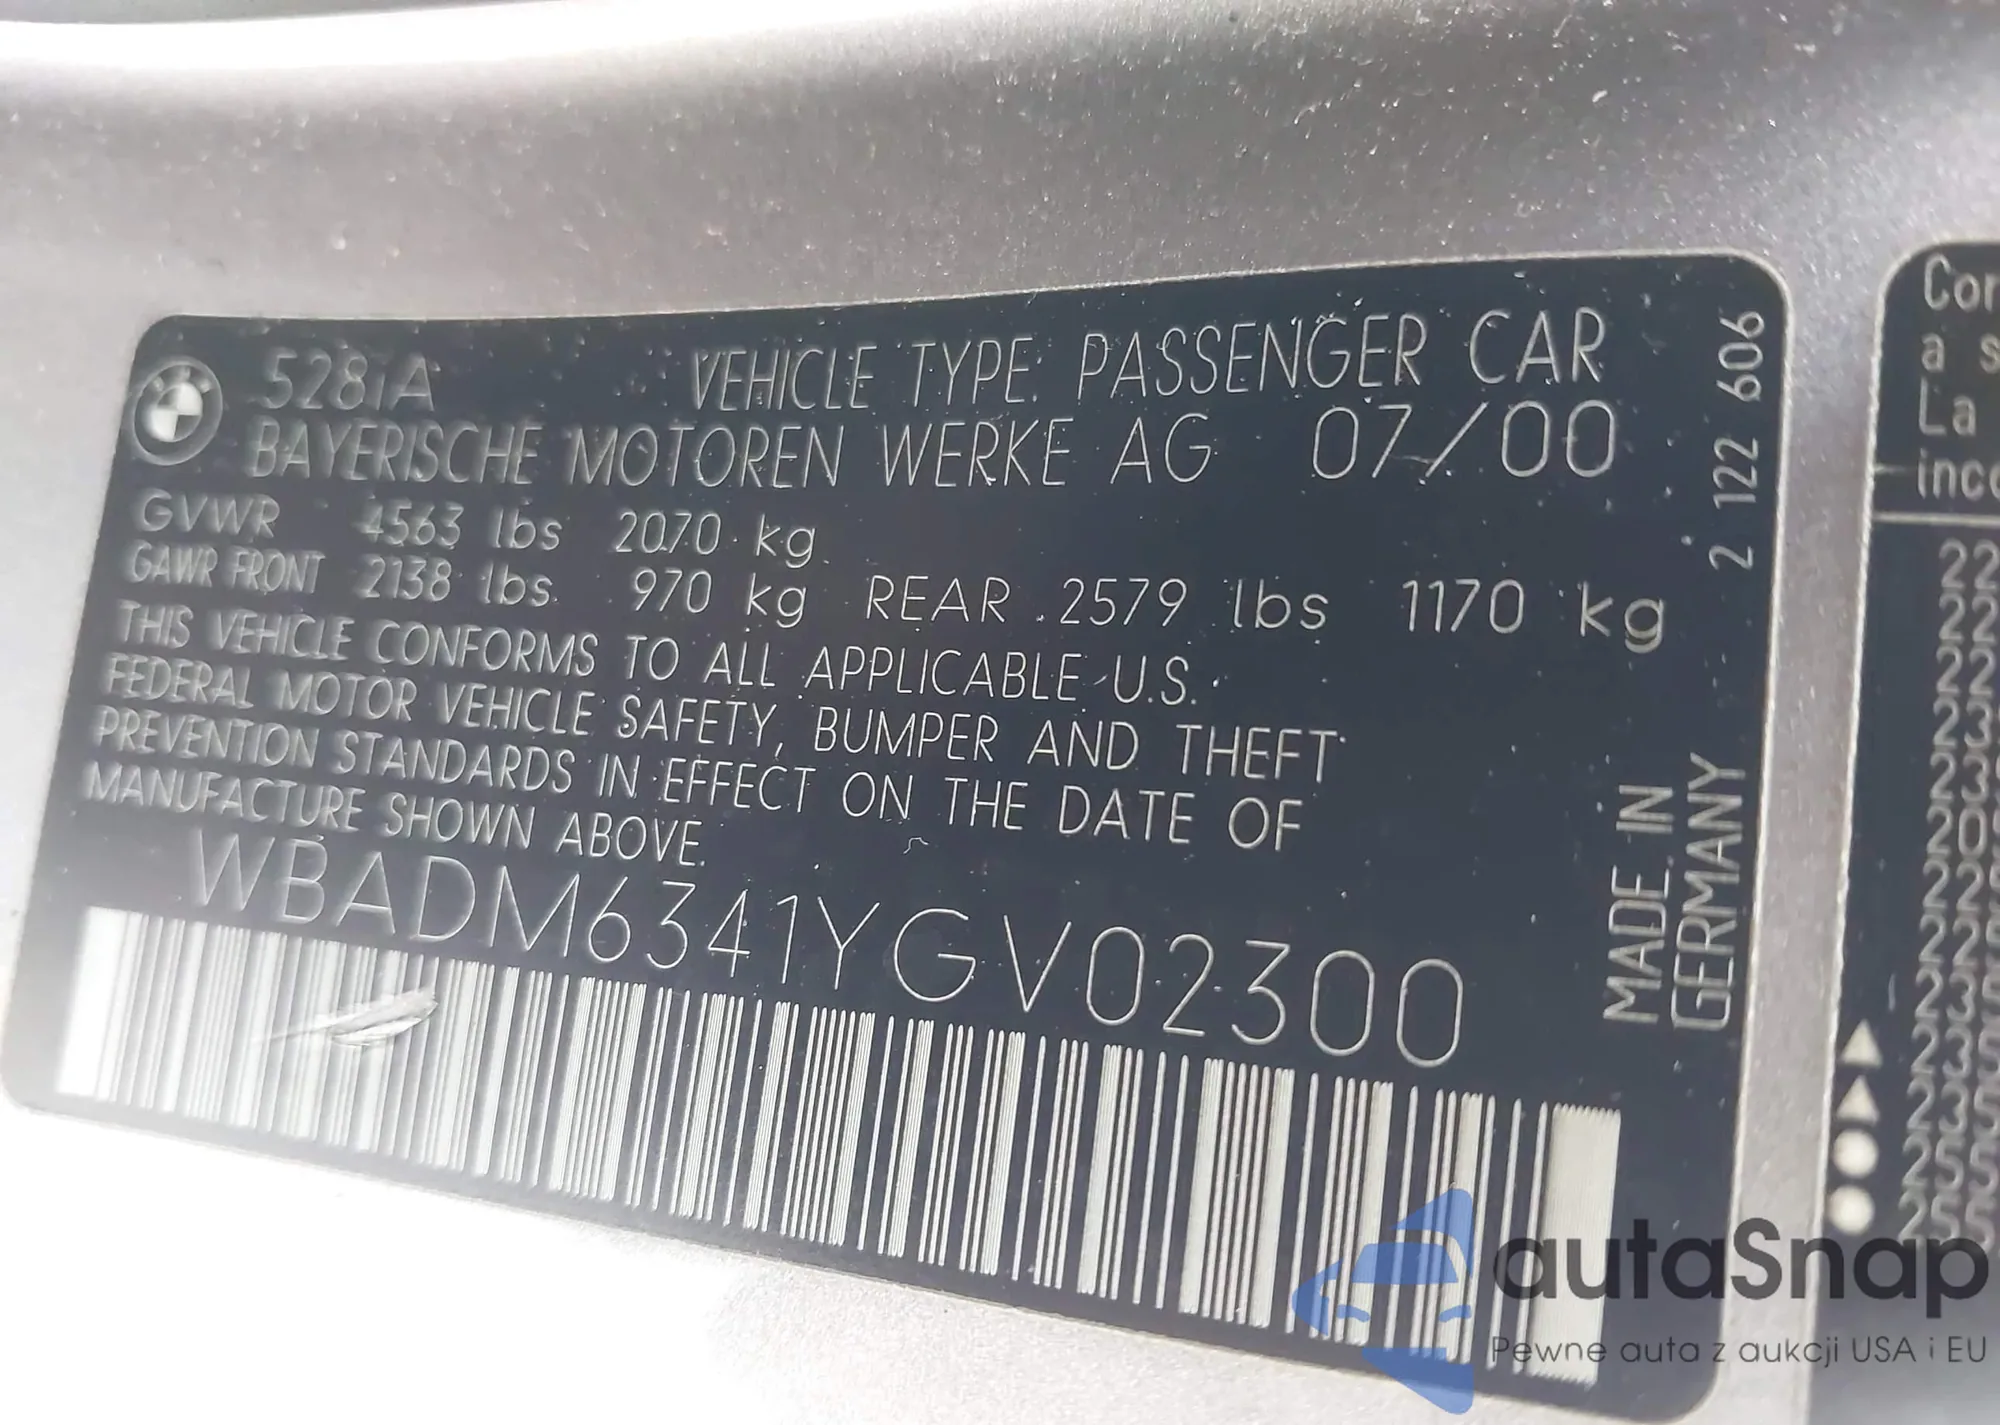 528iA VEHICLE TYPE: PASSENGER CAR
BAYERISCHE MOTOREN WERKE AG 07/00
GVWR 4563 lbs 2070 kg
GAWR FRONT 2138 lbs 970 kg REAR 2579 lbs 1170 kg
THIS VEHICLE CONFORMS TO ALL APPLICABLE U.S.
FEDERAL MOTOR VEHICLE SAFETY, BUMPER AND THEFT
PREVENTION STANDARDS IN EFFECT ON THE DATE OF
MANUFACTURE SHOWN ABOVE.
WBADM6341YGV02300
MADE IN
GERMANY
2 122 606
a s
La
autaSnap
Pewne auta z aukcji USA i EU